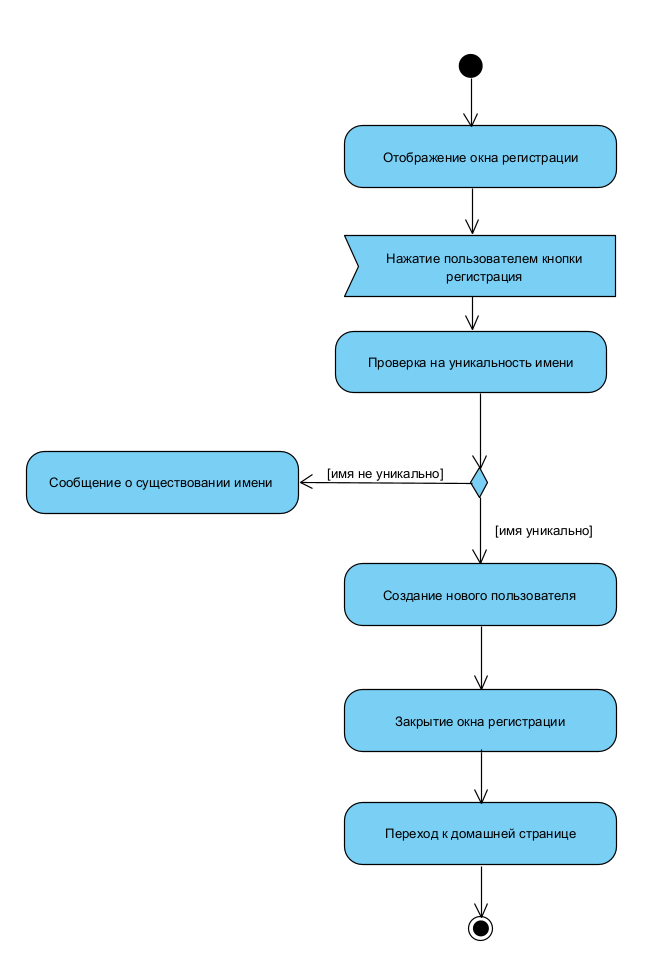 Отображение окна регистрации
Нажатие пользователем кнопки
регистрация
Проверка на уникальность имени
[имя не уникально]
Сообщение о существовании имени
[имя уникально]
Создание нового пользователя
Закрытие окна регистрации
Переход к домашней странице